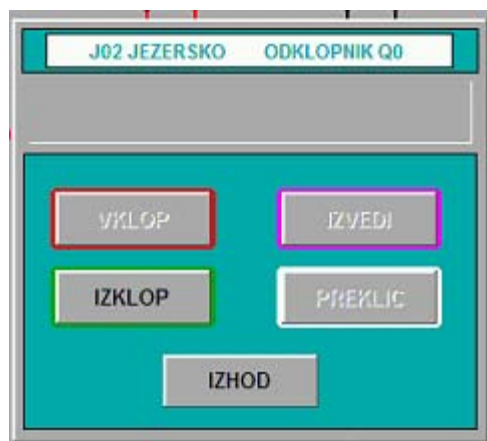 J02 JEZERSKO ODKLOPNIK Q0
VKLOP IZVEDI
IZKLOP PREKLIC
IZHOD